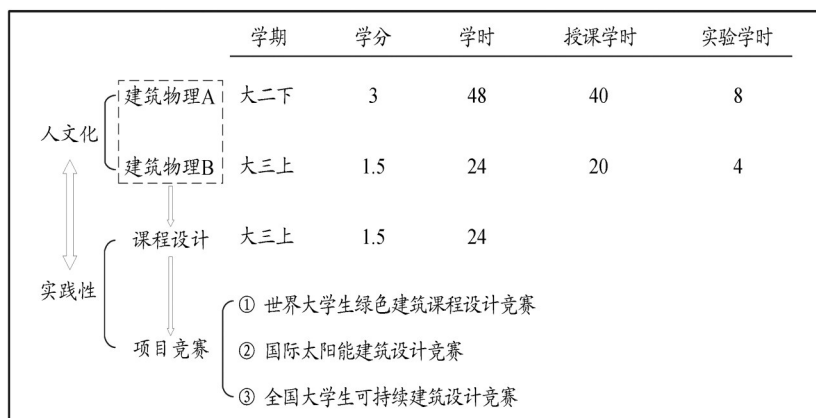 学期 学分 学时 授课学时 实验学时
建筑物理A 大二下 3 48 40 8
人文化
建筑物理B 大三上 1.5 24 20 4
课程设计 大三上 1.5 24
实践性
① 世界大学生绿色建筑课程设计竞赛
项目竞赛 ② 国际太阳能建筑设计竞赛
③ 全国大学生可持续建筑设计竞赛